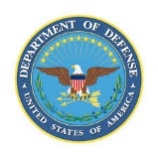 DEPARTMENT OF DEFENSE
UNITED STATES OF AMERICA